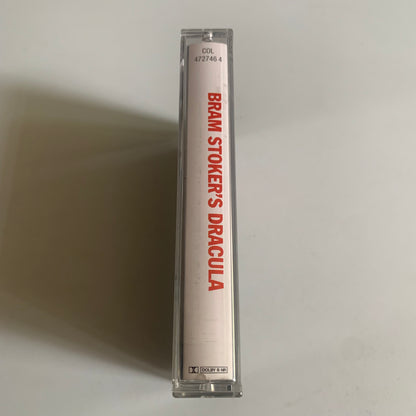 COL
472746 4
BRAM STOKER'S DRACULA
DOLBY B NR